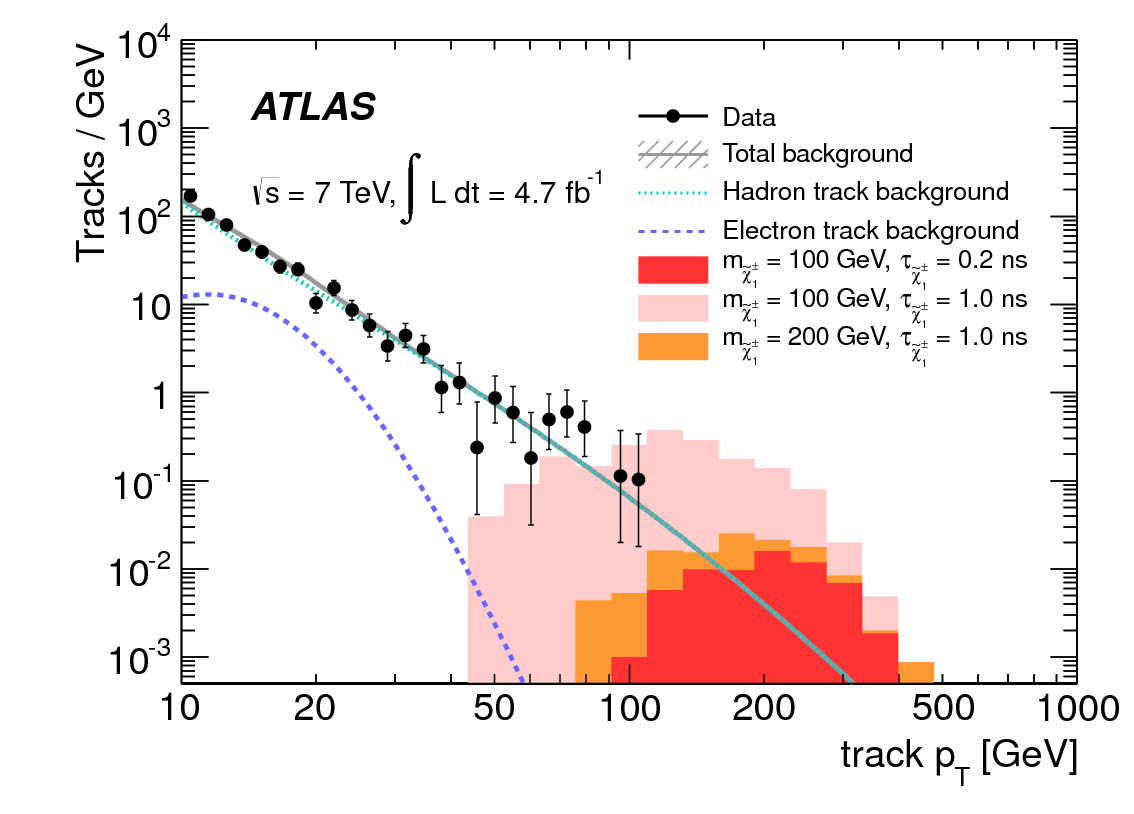 10⁴
10³
10²
10
1
10⁻¹
10⁻²
10⁻³
Tracks / GeV
ATLAS
√s = 7 TeV, ∫ L dt = 4.7 fb⁻¹
Data
Total background
Hadron track background
Electron track background
m_χ̃₁± = 100 GeV, τ_χ̃₁± = 0.2 ns
m_χ̃₁± = 100 GeV, τ_χ̃₁± = 1.0 ns
m_χ̃₁± = 200 GeV, τ_χ̃₁± = 1.0 ns
10 20 50 100 200 500 1000
track p_T [GeV]